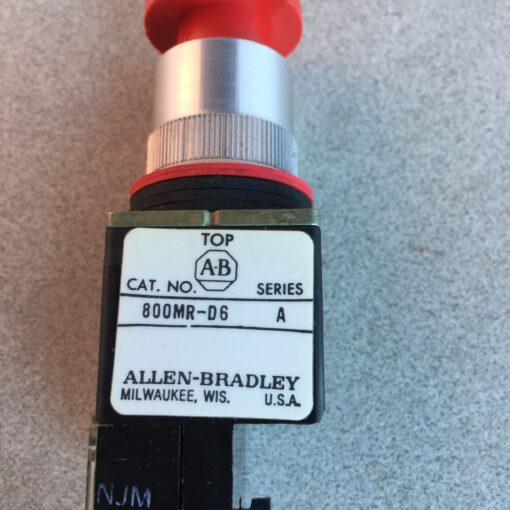 TOP
A-B
CAT. NO. SERIES
800MR-D6 A
ALLEN-BRADLEY
MILWAUKEE, WIS. U.S.A.
NJM